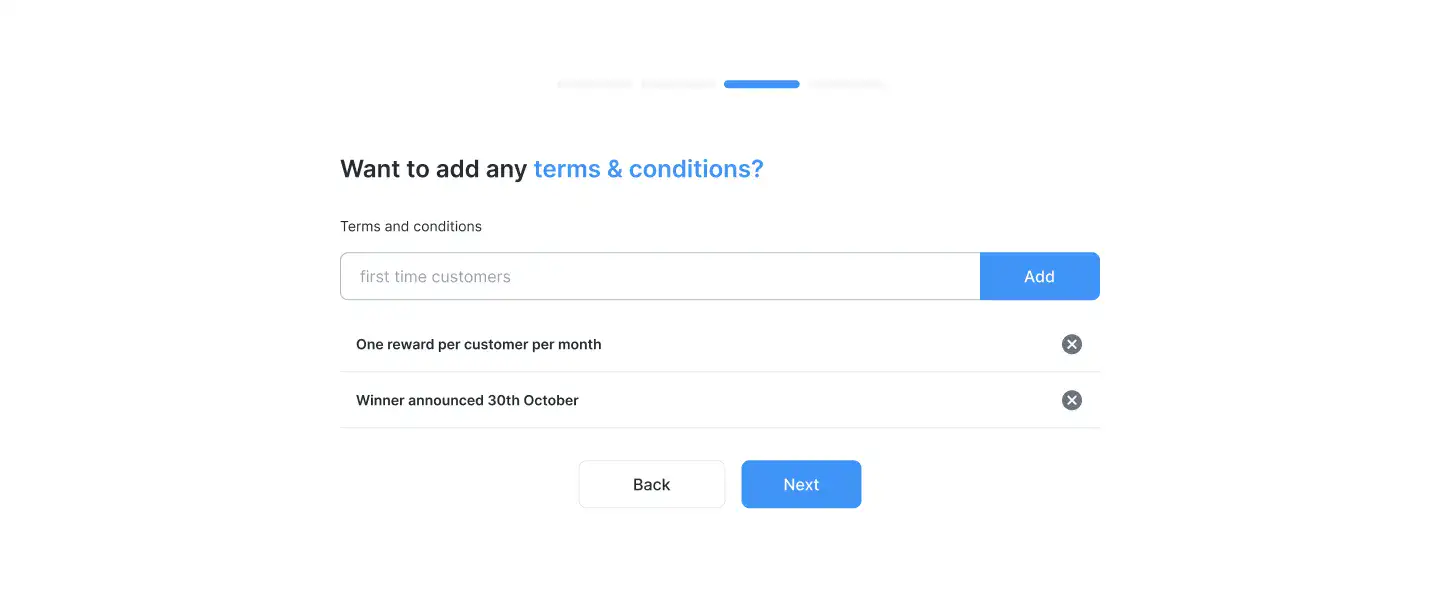 Want to add any terms & conditions?
Terms and conditions
first time customers
Add
One reward per customer per month
Winner announced 30th October
Back
Next